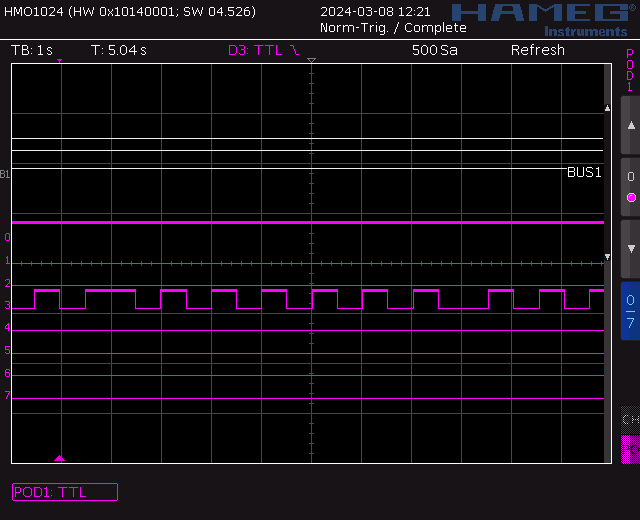 HMO1024 (HW 0x10140001; SW 04.526)
2024-03-08 12:21
HAMEG®
Norm-Trig. / Complete
Instruments
TB: 1 s
T: 5.04 s
D3: TTL
500 Sa
Refresh
POD1
B1
BUS1
0
0
1
2
3
4
5
6
7
0
7
CH
POD1: TTL